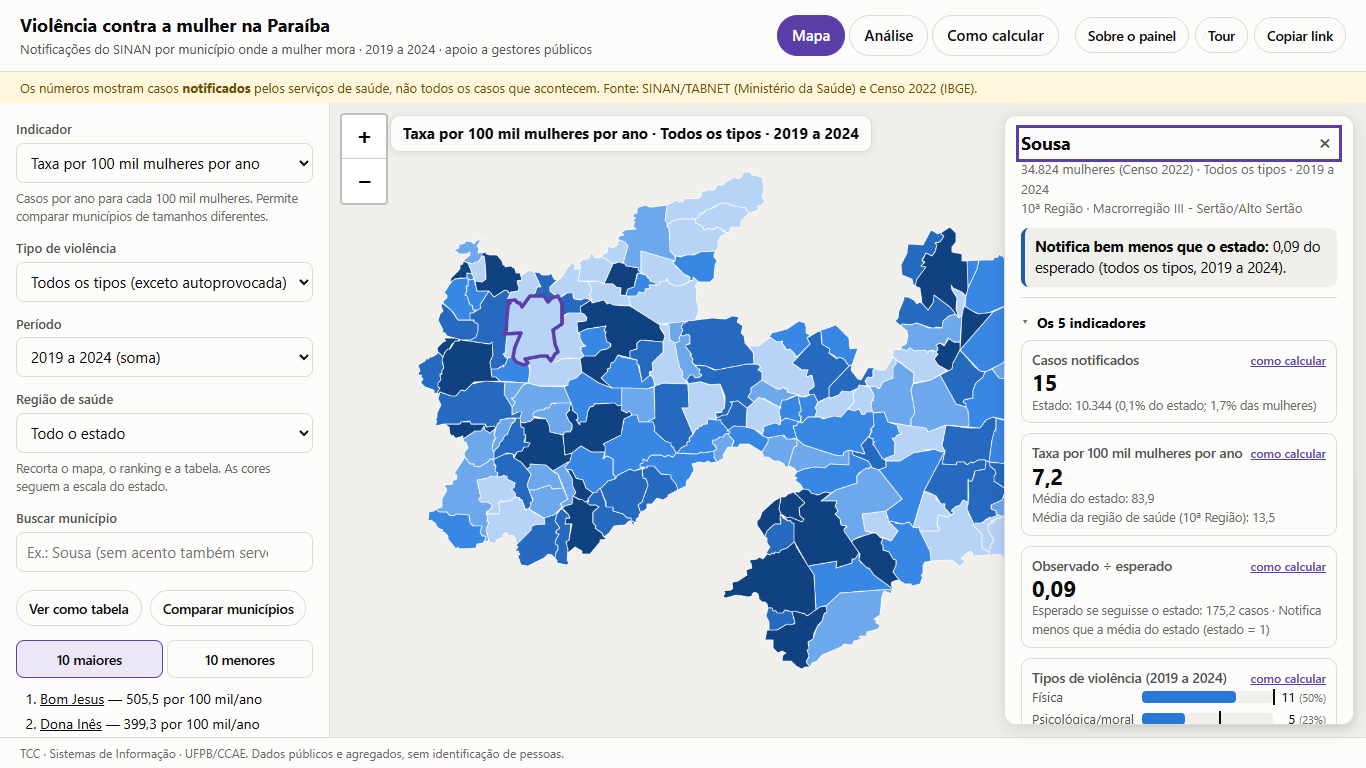 Violência contra a mulher na Paraíba
Notificações do SINAN por município onde a mulher mora · 2019 a 2024 · apoio a gestores públicos
Mapa
Análise
Como calcular
Sobre o painel
Tour
Copiar link
Os números mostram casos notificados pelos serviços de saúde, não todos os casos que acontecem. Fonte: SINAN/TABNET (Ministério da Saúde) e Censo 2022 (IBGE).
Indicador
Taxa por 100 mil mulheres por ano
Casos por ano para cada 100 mil mulheres. Permite
comparar municípios de tamanhos diferentes.
Tipo de violência
Todos os tipos (exceto autoprovocada)
Período
2019 a 2024 (soma)
Região de saúde
Todo o estado
Recorta o mapa, o ranking e a tabela. As cores
seguem a escala do estado.
Buscar município
Ex.: Sousa (sem acento também serve
Ver como tabela
Comparar municípios
10 maiores
10 menores
1. Bom Jesus — 505,5 por 100 mil/ano
2. Dona Inês — 399,3 por 100 mil/ano
+
−
Taxa por 100 mil mulheres por ano · Todos os tipos · 2019 a 2024
Sousa
×
34.824 mulheres (Censo 2022) · Todos os tipos · 2019 a
2024
10ª Região · Macrorregião III - Sertão/Alto Sertão
Notifica bem menos que o estado: 0,09 do
esperado (todos os tipos, 2019 a 2024).
Os 5 indicadores
Casos notificados
como calcular
15
Estado: 10.344 (0,1% do estado; 1,7% das mulheres)
Taxa por 100 mil mulheres por ano
como calcular
7,2
Média do estado: 83,9
Média da região de saúde (10ª Região): 13,5
Observado ÷ esperado
como calcular
0,09
Esperado se seguisse o estado: 175,2 casos · Notifica
menos que a média do estado (estado = 1)
Tipos de violência (2019 a 2024)
como calcular
Física
11 (50%)
Psicológica/moral
5 (23%)
TCC · Sistemas de Informação · UFPB/CCAE. Dados públicos e agregados, sem identificação de pessoas.